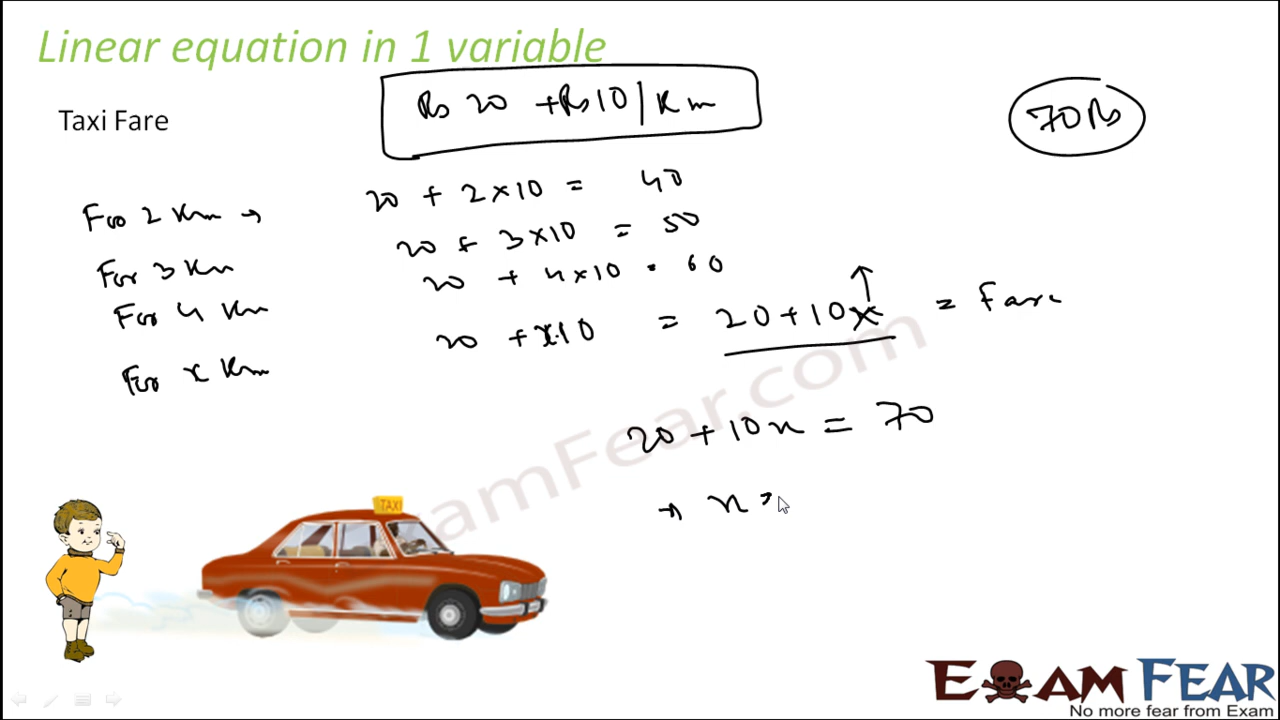 Linear equation in 1 variable
Taxi Fare
Rs 20 + Rs 10 / Km
70 Rs
For 2 Km → 20 + 2 × 10 = 40
For 3 Km 20 + 3 × 10 = 50
For 4 Km 20 + 4 × 10 = 60
For x Km 20 + x·10 = 20 + 10x = Fare
20 + 10x = 70
→ x =
TAXI
ExamFear.com
EXAM FEAR
No more fear from Exam